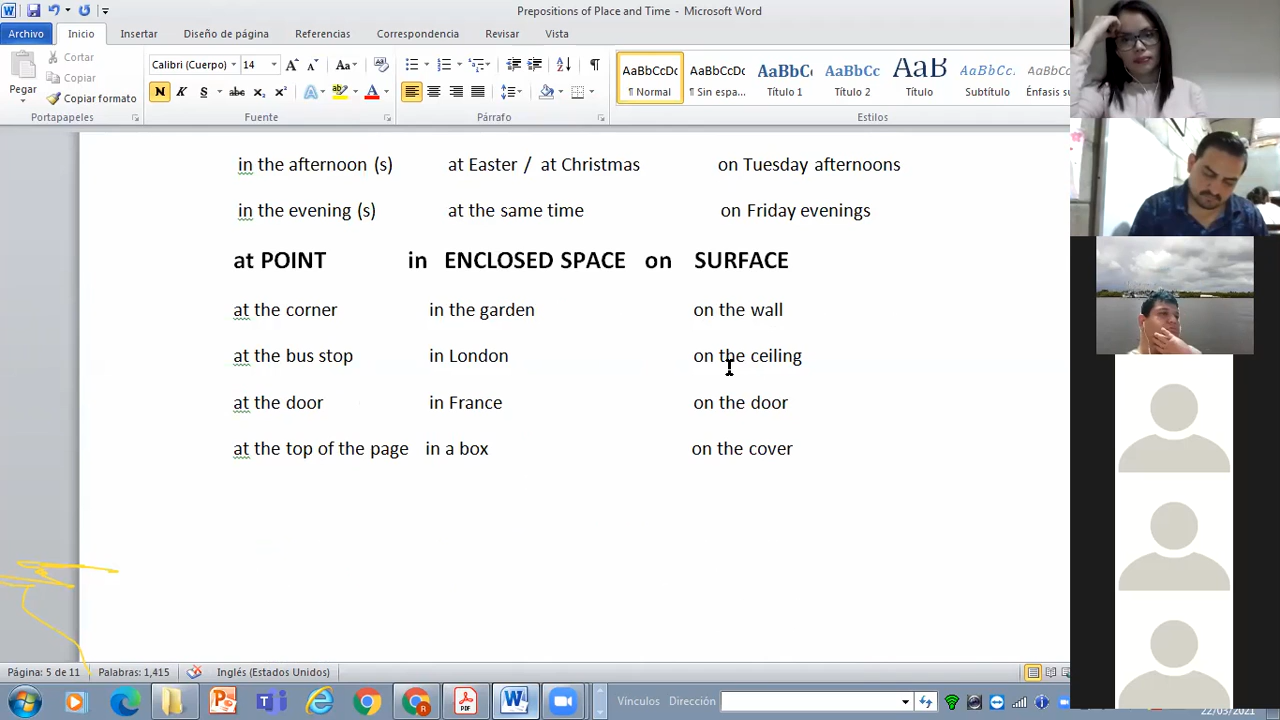 Prepositions of Place and Time - Microsoft Word
Archivo Inicio Insertar Diseño de página Referencias Correspondencia Revisar Vista
Cortar
Copiar
Copiar formato
Pegar
Calibri (Cuerpo) 14
AaBbCcDc AaBbCcDc AaBbC AaBbCc AaB AaBbCc AaBbCcDc
¶ Normal ¶ Sin espa... Título 1 Título 2 Título Subtítulo Énfasis su
Portapapeles Fuente Párrafo Estilos
in the afternoon (s) at Easter / at Christmas on Tuesday afternoons
in the evening (s) at the same time on Friday evenings
at POINT in ENCLOSED SPACE on SURFACE
at the corner in the garden on the wall
at the bus stop in London on the ceiling
at the door in France on the door
at the top of the page in a box on the cover
Página: 5 de 11 Palabras: 1,415 Inglés (Estados Unidos)
Vínculos Dirección
22/03/2021